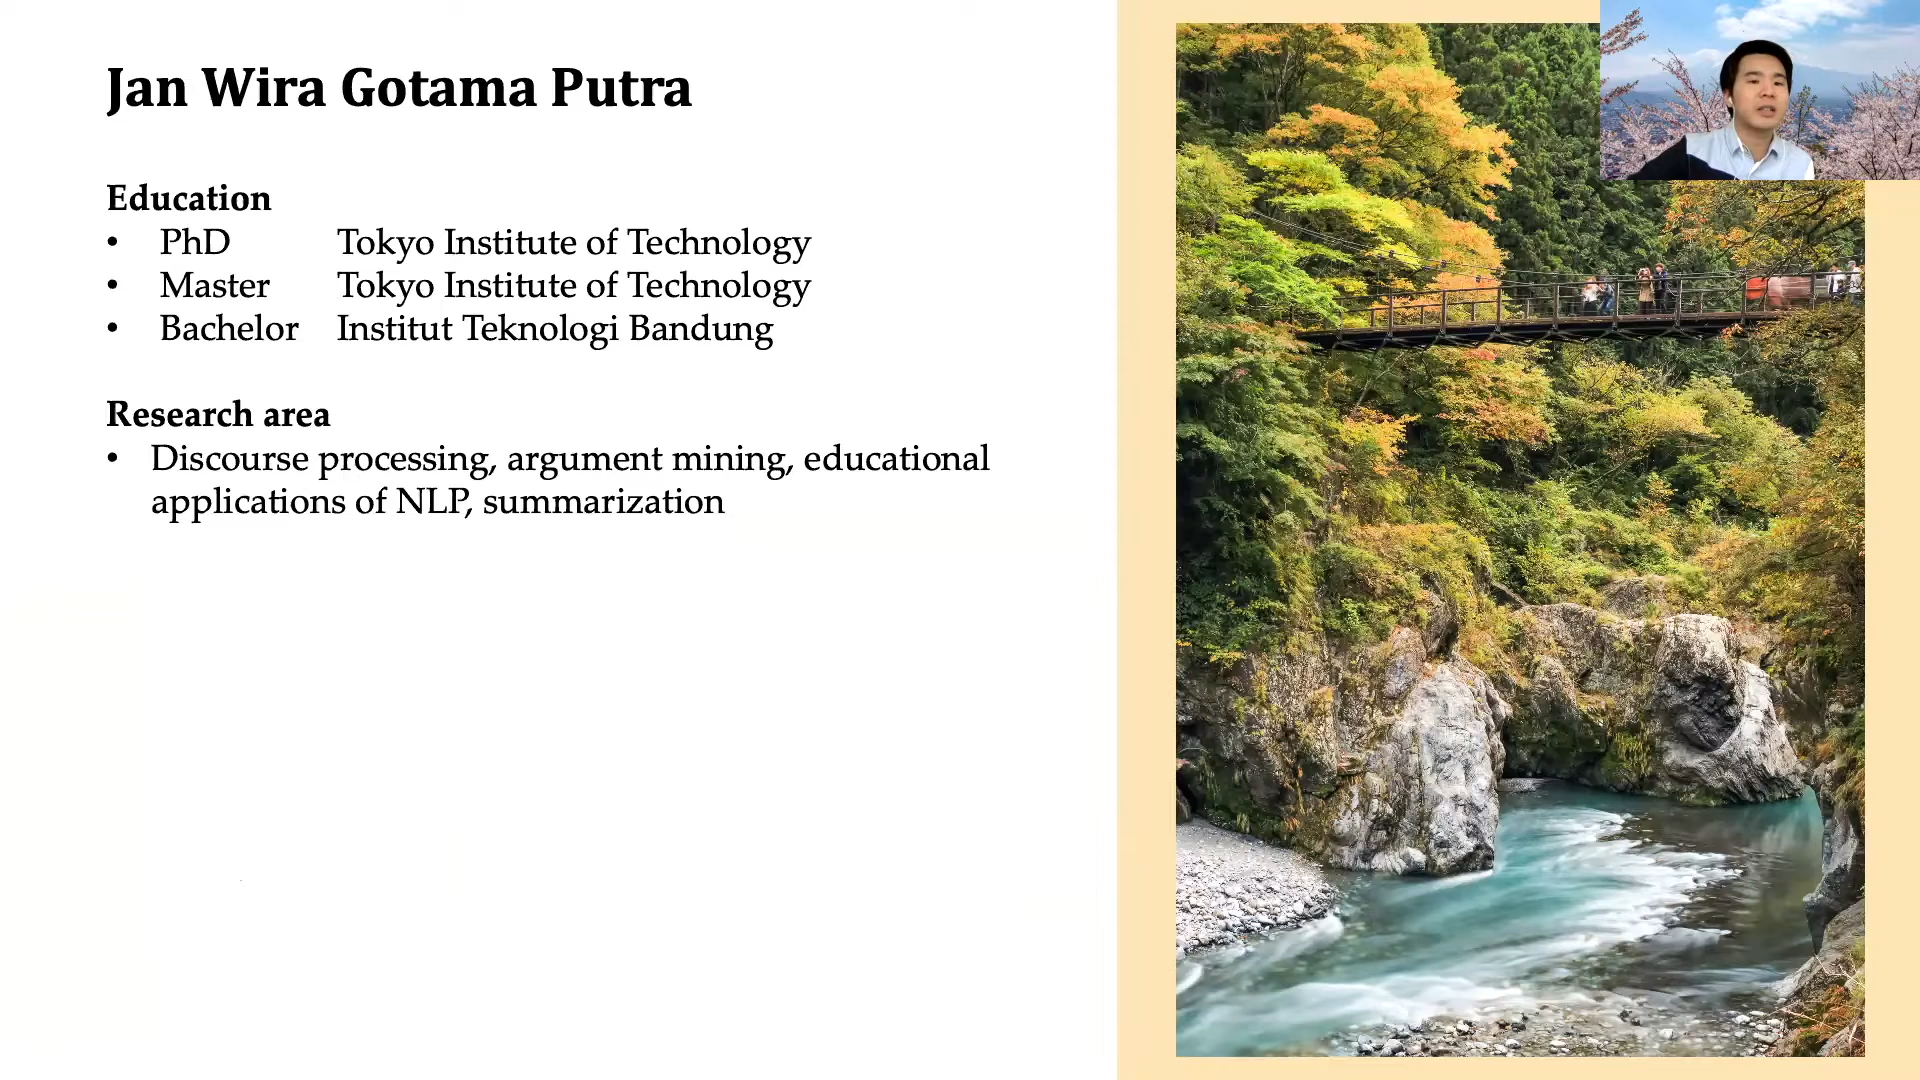 Jan Wira Gotama Putra
Education
• PhD Tokyo Institute of Technology
• Master Tokyo Institute of Technology
• Bachelor Institut Teknologi Bandung
Research area
• Discourse processing, argument mining, educational
applications of NLP, summarization